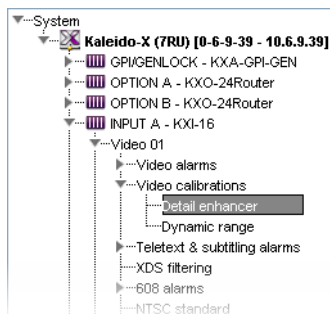 System
Kaleido-X (7RU) [0-6-9-39 - 10.6.9.39]
GPI/GENLOCK - KXA-GPI-GEN
OPTION A - KXO-24Router
OPTION B - KXO-24Router
INPUT A - KXI-16
Video 01
Video alarms
Video calibrations
Detail enhancer
Dynamic range
Teletext & subtitling alarms
XDS filtering
608 alarms
NTSC standard